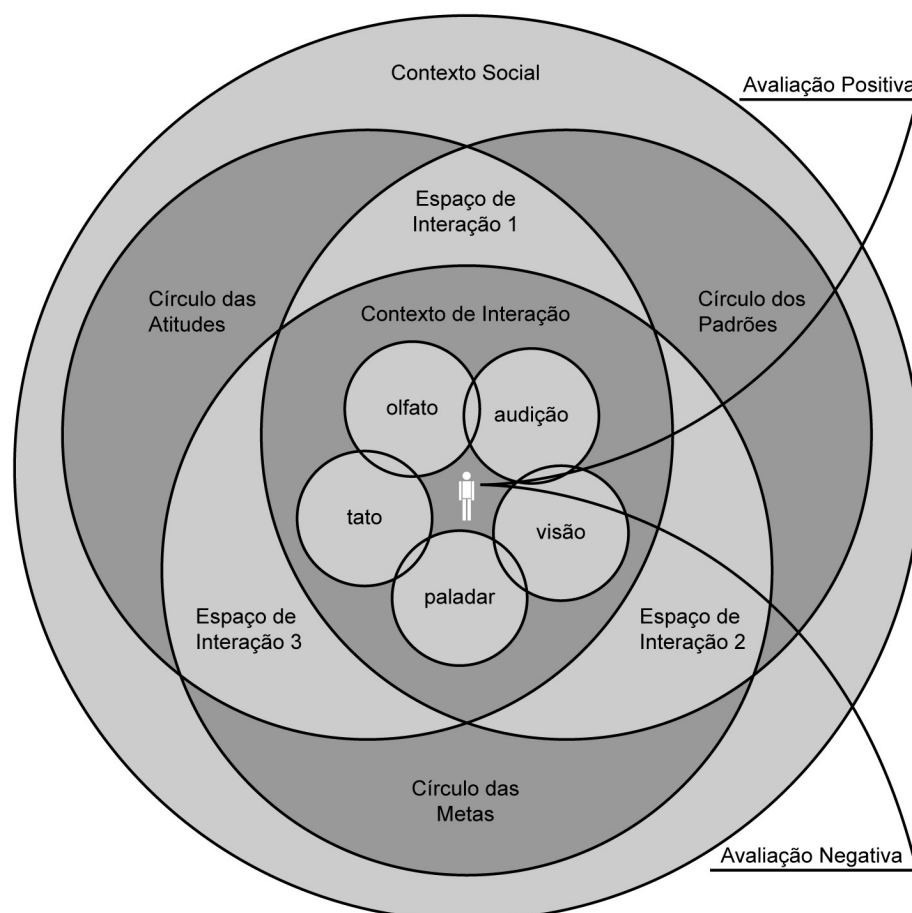 Contexto Social
Avaliação Positiva
Espaço de
Interação 1
Círculo das
Atitudes
Círculo dos
Padrões
Contexto de Interação
olfato
audição
tato
visão
paladar
Espaço de
Interação 3
Espaço de
Interação 2
Círculo das
Metas
Avaliação Negativa